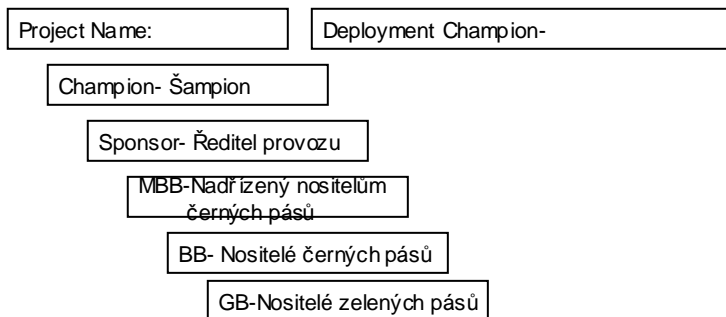 Project Name:
Deployment Champion-
Champion- Šampion
Sponsor- Ředitel provozu
MBB-Nadřízený nositelům
černých pásů
BB- Nositelé černých pásů
GB-Nositelé zelených pásů